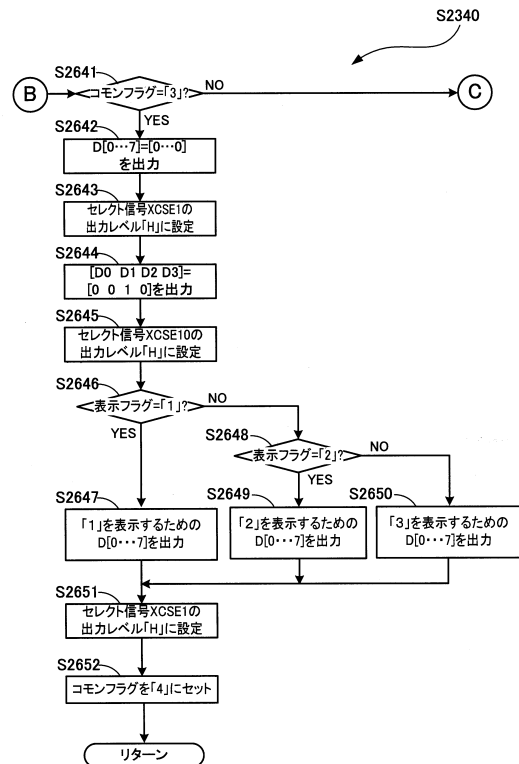 S2340
S2641
B
コモンフラグ=「3」?
NO
C
YES
S2642
D[0・・・7]=[0・・・0]
を出力
S2643
セレクト信号XCSE1の
出力レベル「H」に設定
S2644
[D0 D1 D2 D3]=
[0 0 1 0]を出力
S2645
セレクト信号XCSE10の
出力レベル「H」に設定
S2646
表示フラグ=「1」?
NO
YES
S2648
表示フラグ=「2」?
NO
YES
S2647
「1」を表示するための
D[0・・・7]を出力
S2649
「2」を表示するための
D[0・・・7]を出力
S2650
「3」を表示するための
D[0・・・7]を出力
S2651
セレクト信号XCSE1の
出力レベル「H」に設定
S2652
コモンフラグを「4」にセット
リターン